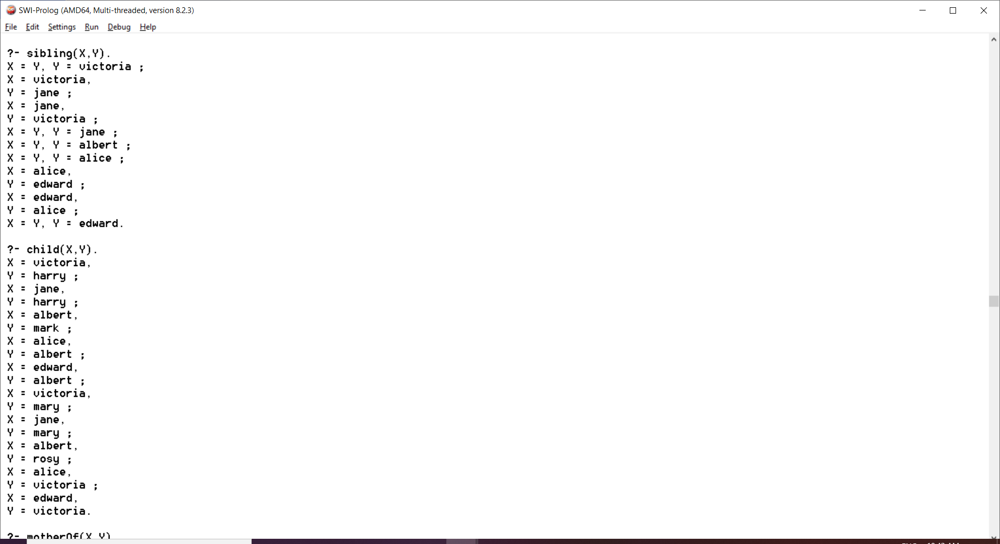 SWI-Prolog (AMD64, Multi-threaded, version 8.2.3)
File Edit Settings Run Debug Help
?- sibling(X,Y).
X = Y, Y = victoria ;
X = victoria,
Y = jane ;
X = jane,
Y = victoria ;
X = Y, Y = jane ;
X = Y, Y = albert ;
X = Y, Y = alice ;
X = alice,
Y = edward ;
X = edward,
Y = alice ;
X = Y, Y = edward.
?- child(X,Y).
X = victoria,
Y = harry ;
X = jane,
Y = harry ;
X = albert,
Y = mark ;
X = alice,
Y = albert ;
X = edward,
Y = albert ;
X = victoria,
Y = mary ;
X = jane,
Y = mary ;
X = albert,
Y = rosy ;
X = alice,
Y = victoria ;
X = edward,
Y = victoria.
?- motherOf(X,Y)